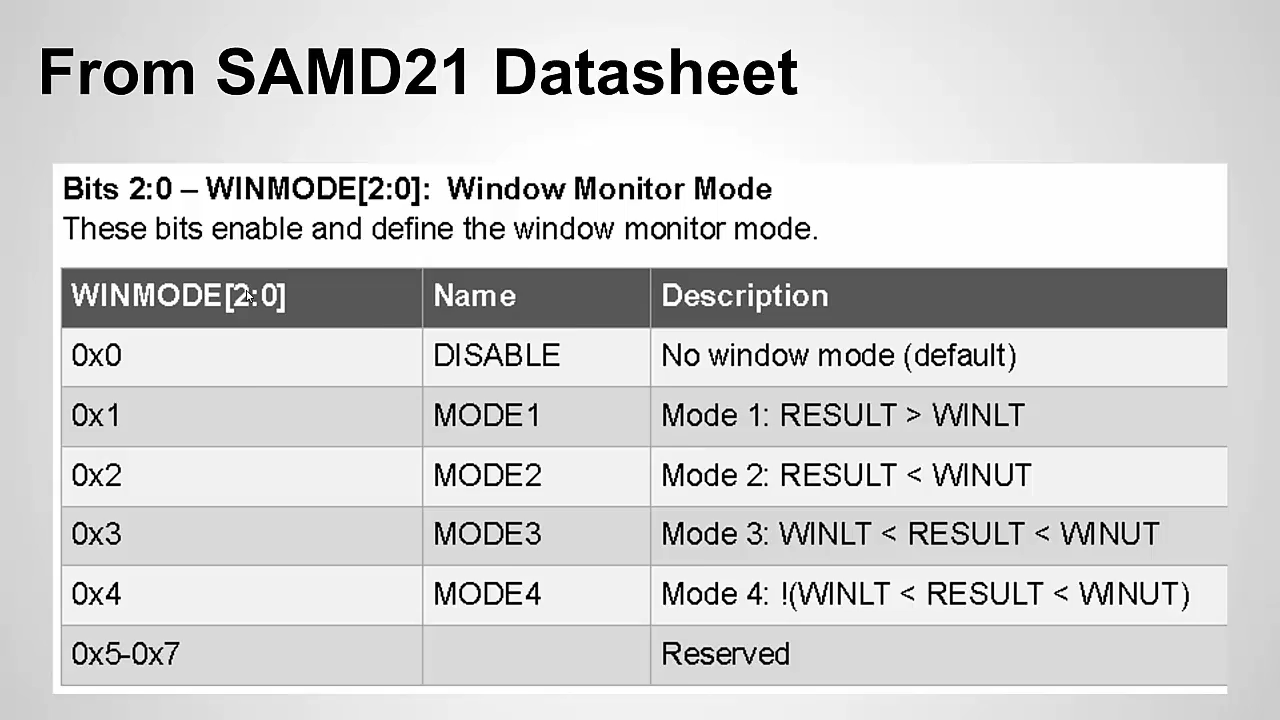 From SAMD21 Datasheet
Bits 2:0 – WINMODE[2:0]: Window Monitor Mode
These bits enable and define the window monitor mode.
WINMODE[2:0] Name Description
0x0 DISABLE No window mode (default)
0x1 MODE1 Mode 1: RESULT > WINLT
0x2 MODE2 Mode 2: RESULT < WINUT
0x3 MODE3 Mode 3: WINLT < RESULT < WINUT
0x4 MODE4 Mode 4: !(WINLT < RESULT < WINUT)
0x5-0x7 Reserved